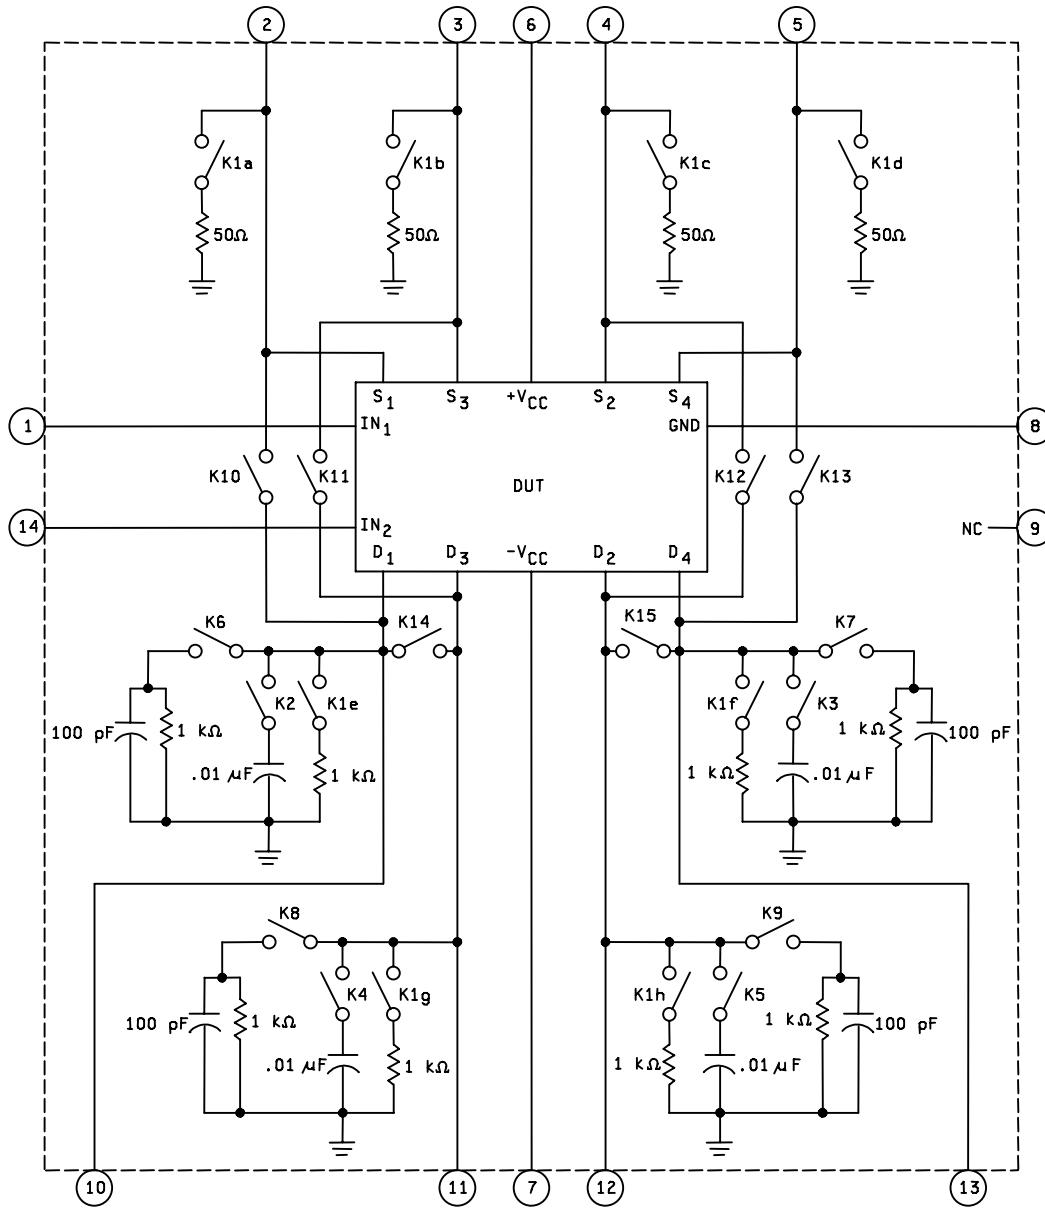 2 3 6 4 5
K1a K1b K1c K1d
50Ω 50Ω 50Ω 50Ω
S1 S3 +VCC S2 S4
1 IN1 GND 8
K10 K11 DUT K12 K13
14 IN2 NC 9
D1 D3 -VCC D2 D4
K6 K14 K15 K7
K2 K1e K1f K3
100 pF 1 kΩ 1 kΩ 100 pF
.01 µF 1 kΩ 1 kΩ .01 µF
K8 K9
K4 K1g K1h K5
100 pF 1 kΩ 1 kΩ 100 pF
.01 µF 1 kΩ 1 kΩ .01 µF
10 11 7 12 13